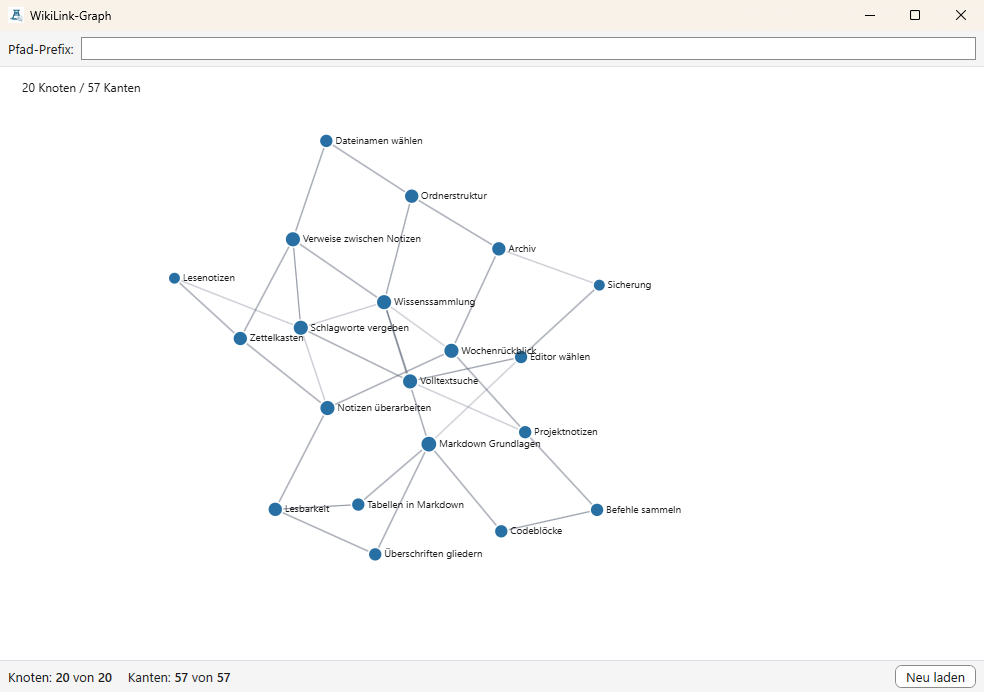 WikiLink-Graph
Pfad-Prefix:
20 Knoten / 57 Kanten
Dateinamen wählen
Ordnerstruktur
Verweise zwischen Notizen
Archiv
Lesenotizen
Sicherung
Wissenssammlung
Schlagworte vergeben
Zettelkasten
Wochenrückblick
Editor wählen
Volltextsuche
Notizen überarbeiten
Projektnotizen
Markdown Grundlagen
Lesbarkeit
Tabellen in Markdown
Befehle sammeln
Codeblöcke
Überschriften gliedern
Knoten: 20 von 20 Kanten: 57 von 57
Neu laden